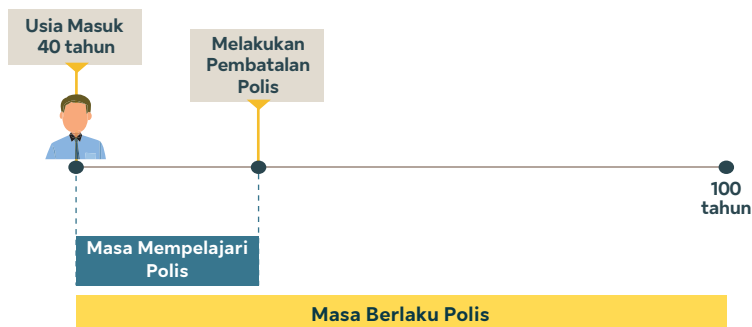 Usia Masuk
40 tahun
Melakukan
Pembatalan
Polis
100
tahun
Masa Mempelajari
Polis
Masa Berlaku Polis